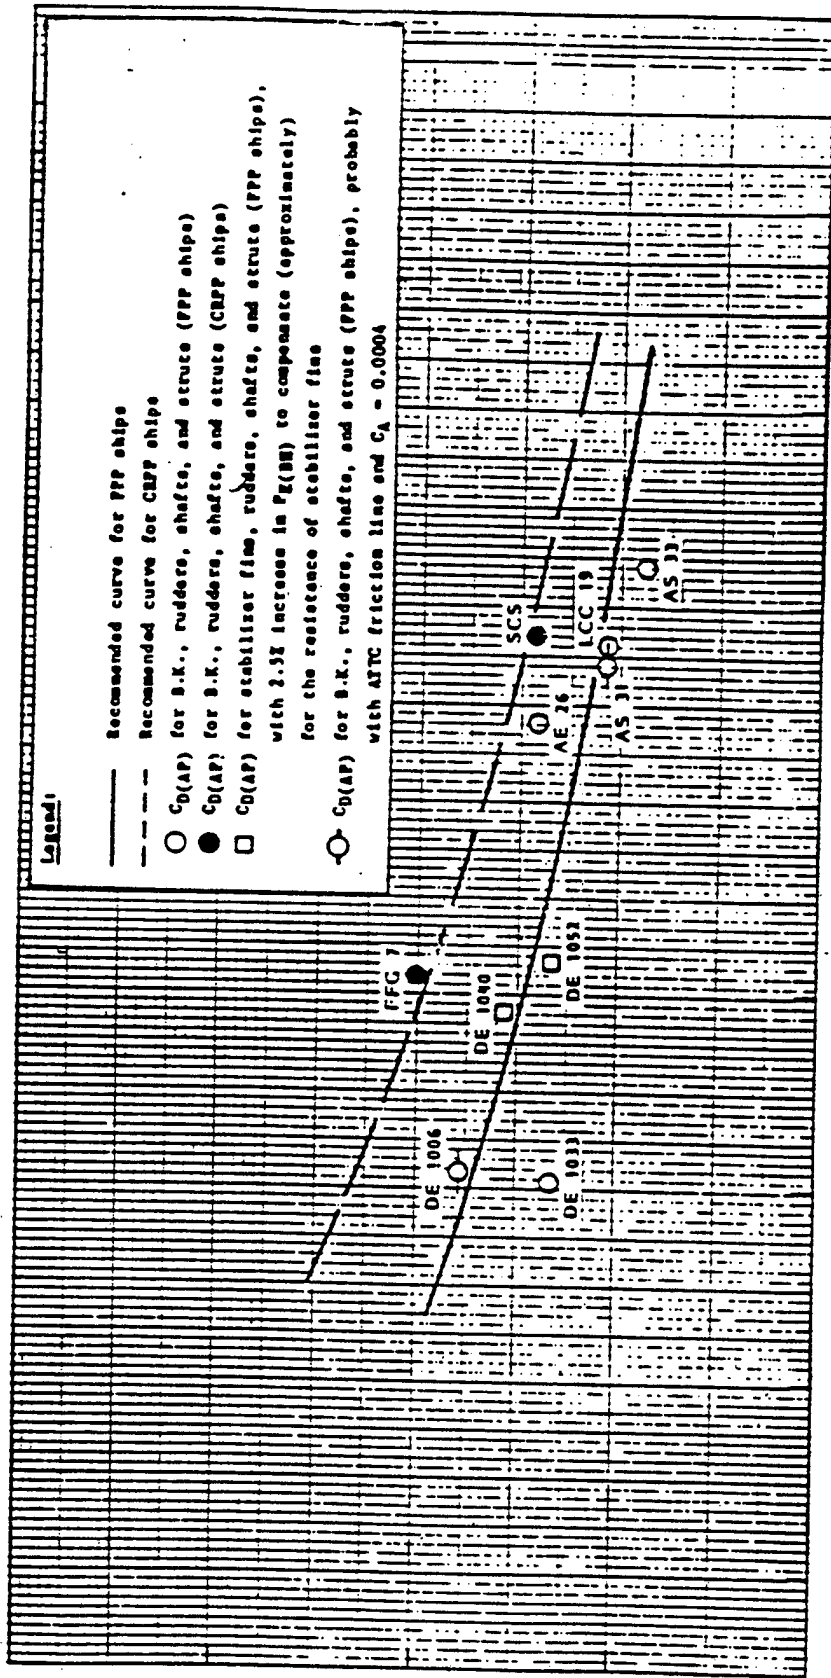 Legend:
Recommended curve for FPP ships
Recommended curve for CRPP ships
C_D(AP) for B.K., rudders, shafts, and struts (FPP ships)
C_D(AP) for B.K., rudders, shafts, and struts (CRPP ships)
C_D(AP) for stabilizer fins, rudders, shafts, and struts (FPP ships),
with 2.5% increase in P_E(BH) to compensate (approximately)
for the resistance of stabilizer fins
C_D(AP) for B.K., rudders, shafts, and struts (FPP ships), probably
with ATTC friction line and C_A = 0.0004
FFG 7
SCS
DE 1006
DE 1040
LCC 19
AE 26
DE 1033
DE 1052
AS 31
AS 33